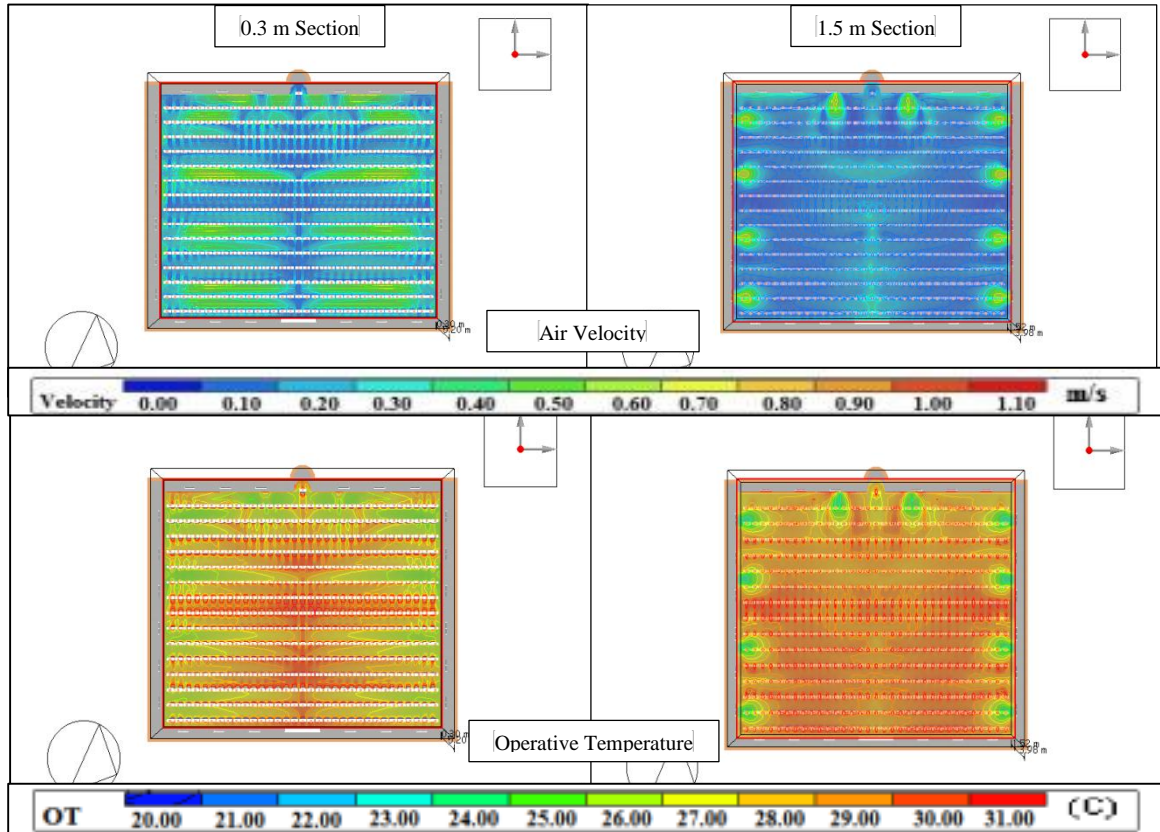 0.3 m Section
1.5 m Section
Air Velocity
Velocity 0.00 0.10 0.20 0.30 0.40 0.50 0.60 0.70 0.80 0.90 1.00 1.10 m/s
Operative Temperature
OT 20.00 21.00 22.00 23.00 24.00 25.00 26.00 27.00 28.00 29.00 30.00 31.00 (C)